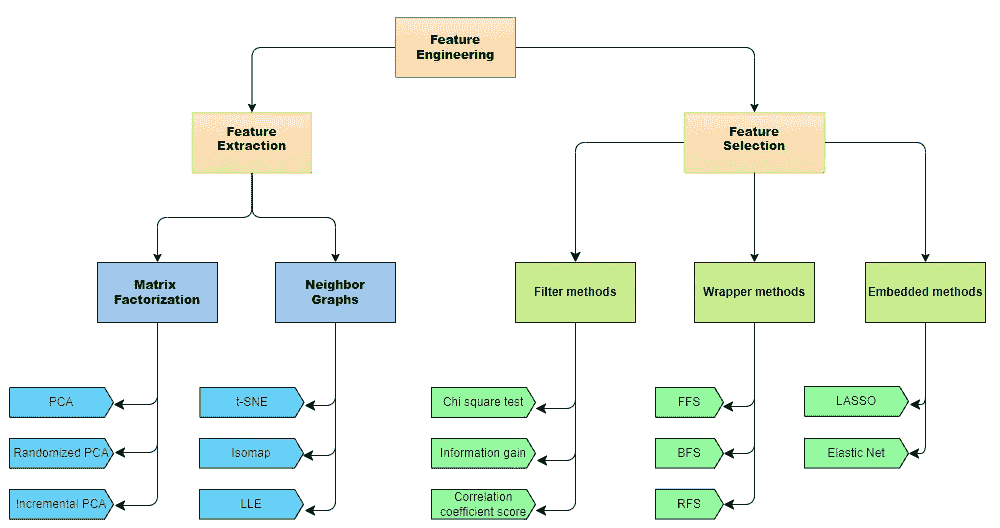 Feature
Engineering
Feature
Extraction
Feature
Selection
Matrix
Factorization
Neighbor
Graphs
Filter methods
Wrapper methods
Embedded methods
PCA
Randomized PCA
Incremental PCA
t-SNE
Isomap
LLE
Chi square test
Information gain
Correlation
coefficient score
FFS
BFS
RFS
LASSO
Elastic Net